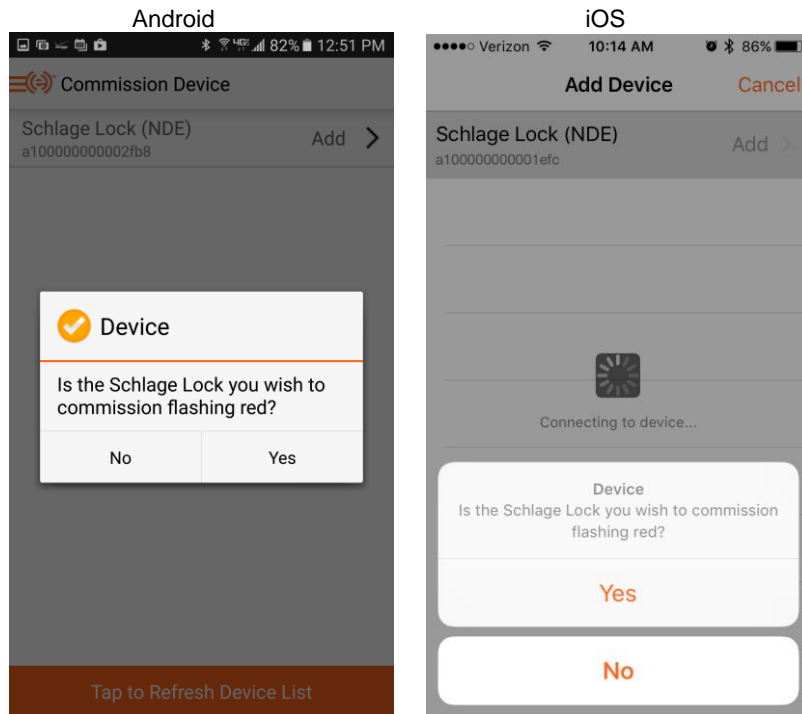 Android
82% 12:51 PM
Commission Device
Schlage Lock (NDE)
a100000000002fb8
Add
Device
Is the Schlage Lock you wish to
commission flashing red?
No
Yes
Tap to Refresh Device List
iOS
Verizon 10:14 AM 86%
Add Device
Cancel
Schlage Lock (NDE)
a100000000001efc
Add
Connecting to device...
Device
Is the Schlage Lock you wish to commission
flashing red?
Yes
No